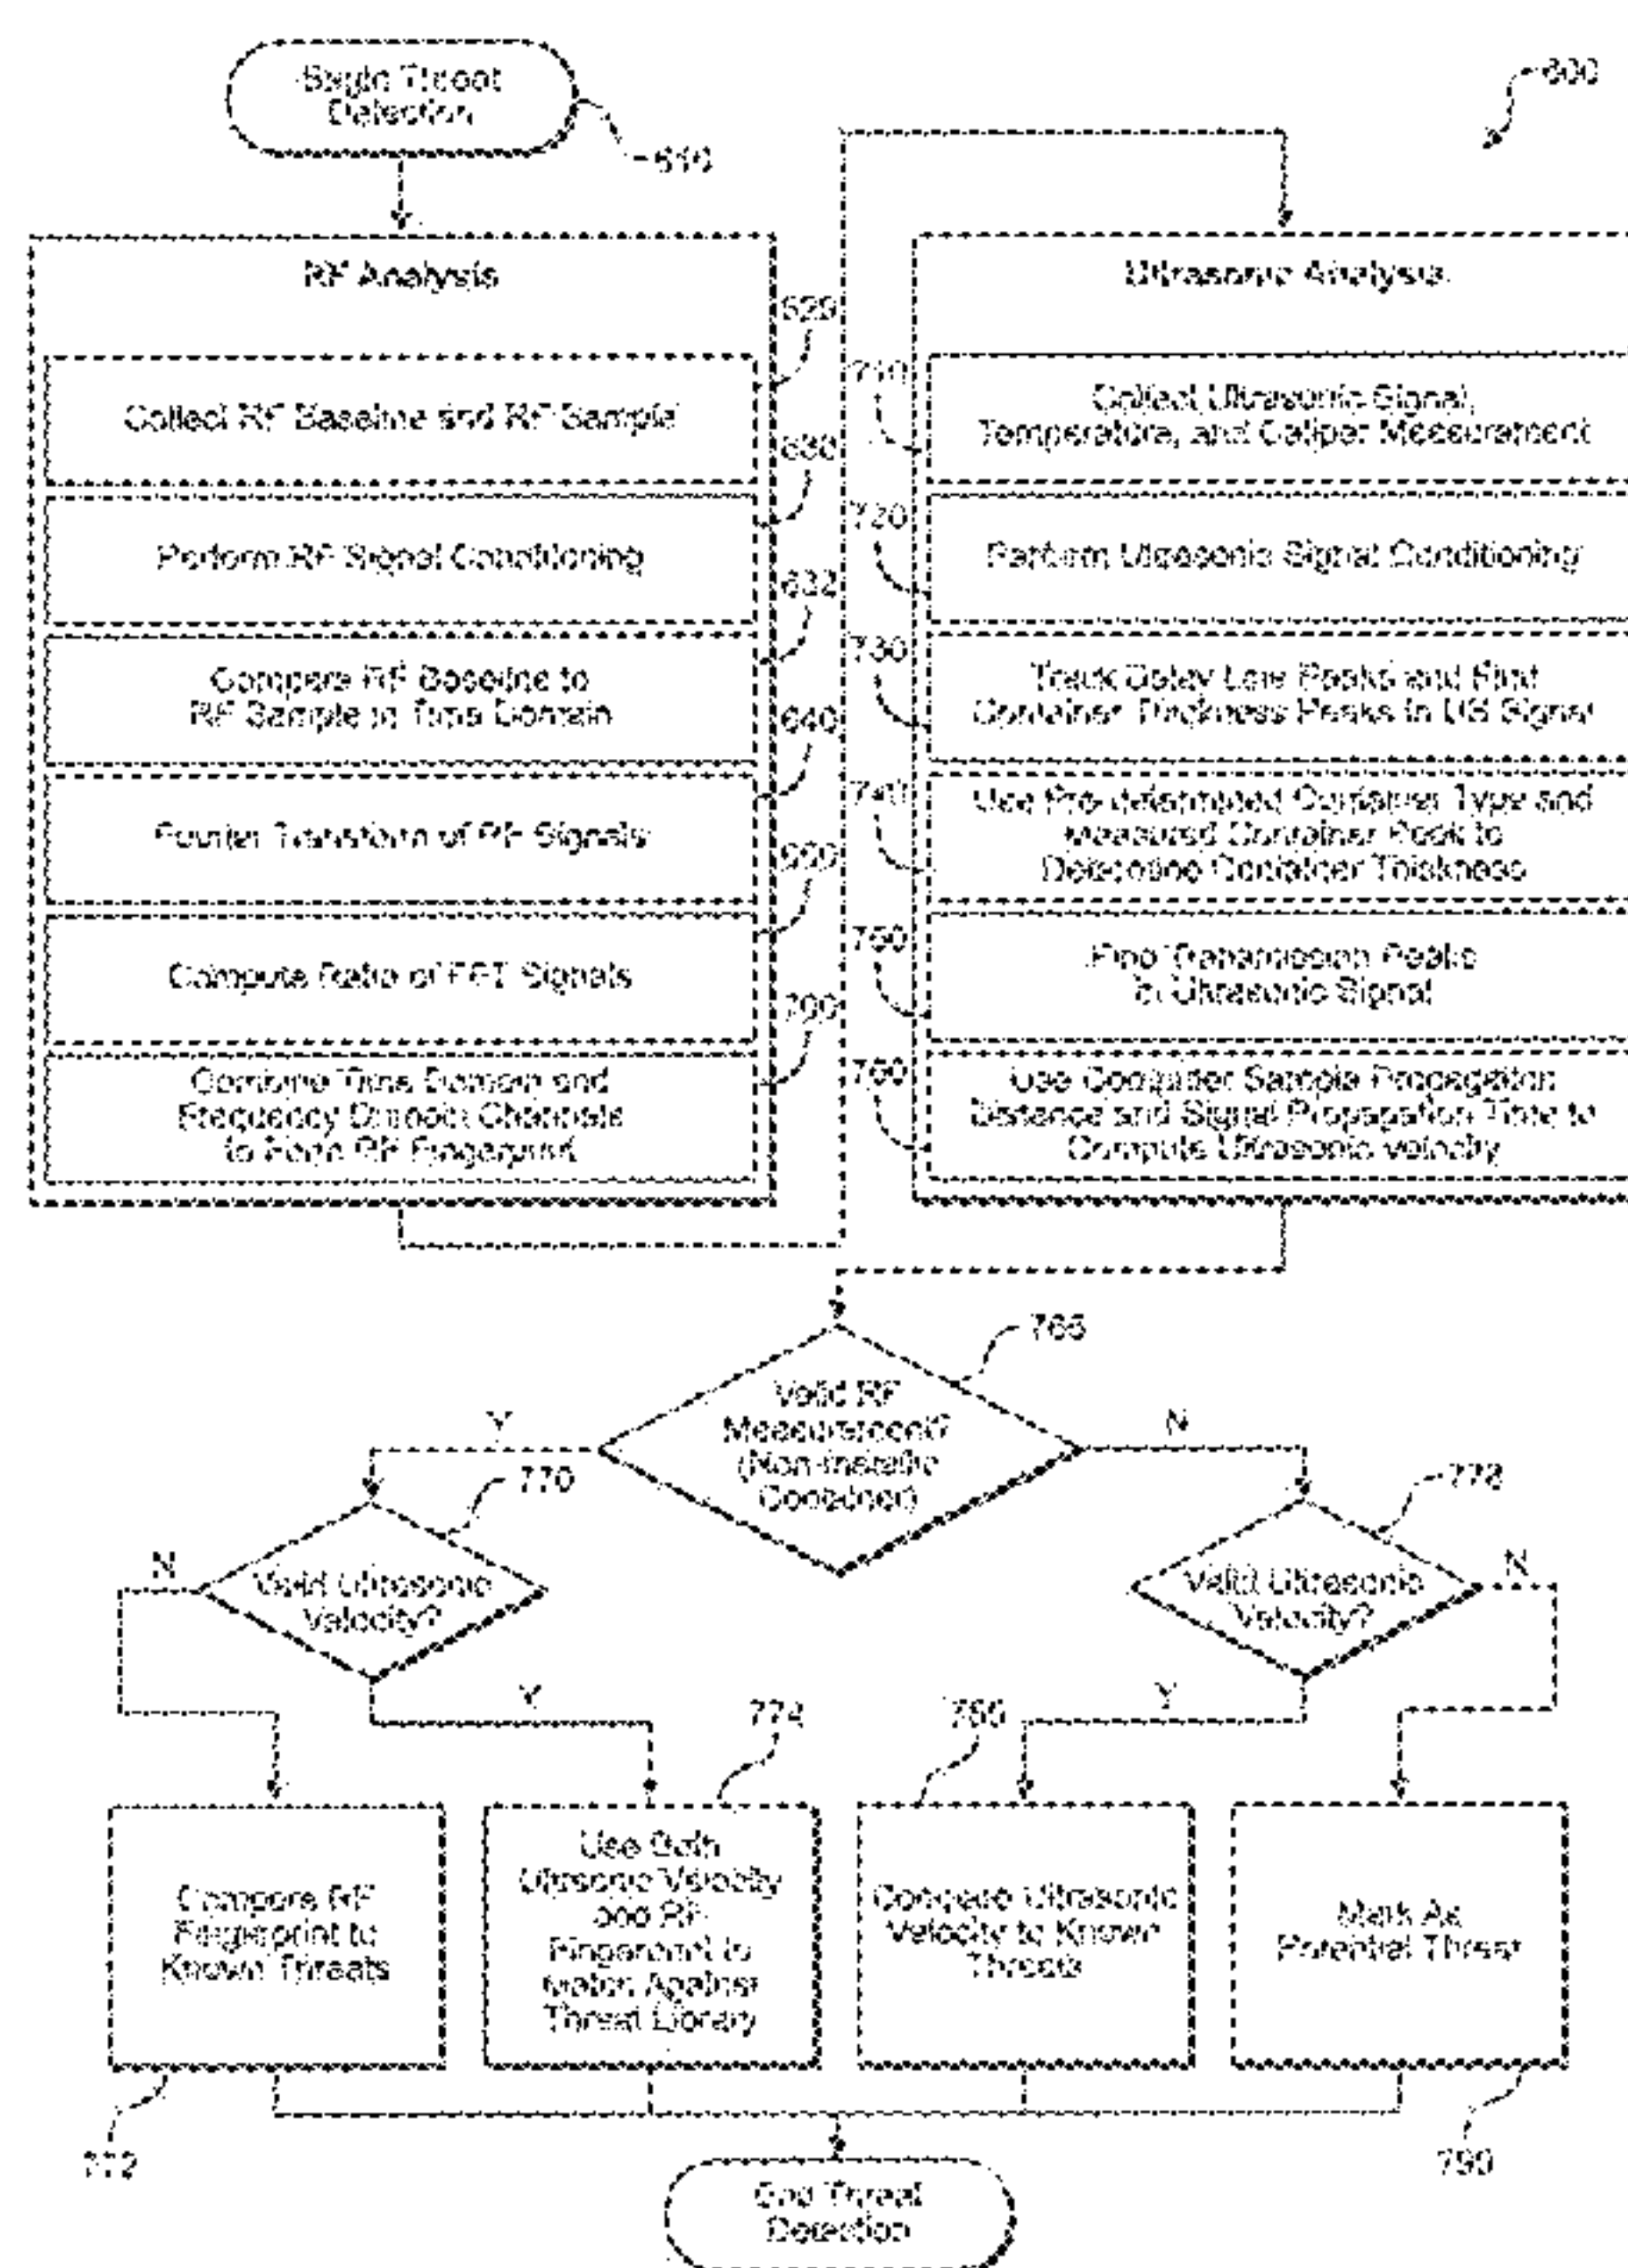 Begin Threat
Detection
610
600
RF Analysis
Collect RF Baseline and RF Sample
Perform RF Signal Conditioning
632
Compare RF Baseline to
RF Sample in Time Domain
640
Fourier Transform of RF Signals
Compute Ratio of FFT Signals
700
Combine Time Domain and
Frequency Domain Channels
to Form RF Fingerprint
Ultrasonic Analysis
710
Collect Ultrasonic Signal,
Temperature, and Caliper Measurement
720
Perform Ultrasonic Signal Conditioning
730
Track Delay Line Peaks and Find
Container Thickness Peaks in US Signal
740
Use Pre-determined Container Type and
Measured Container Peak to
Determine Container Thickness
750
Find Transmission Peaks
in Ultrasonic Signal
760
Use Container Sample Propagation
Distance and Signal Propagation Time to
Compute Ultrasonic Velocity
Valid RF
Measurement?
(Non-metallic
Container)
Y
N
770
Valid Ultrasonic
Velocity?
N
Y
Valid Ultrasonic
Velocity?
N
Y
774
Compare RF
Fingerprint to
Known Threats
772
Use Both
Ultrasonic Velocity
and RF
Fingerprint to
Match Against
Threat Library
Compare Ultrasonic
Velocity to Known
Threats
Mark As
Potential Threat
790
End Threat
Detection